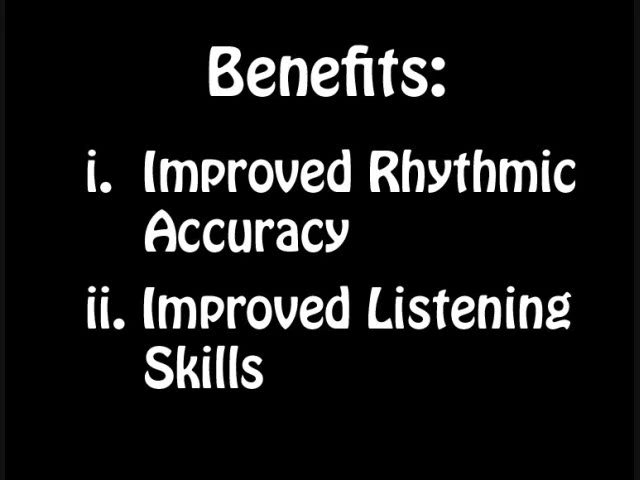 Benefits:
i. Improved Rhythmic
Accuracy
ii. Improved Listening
Skills